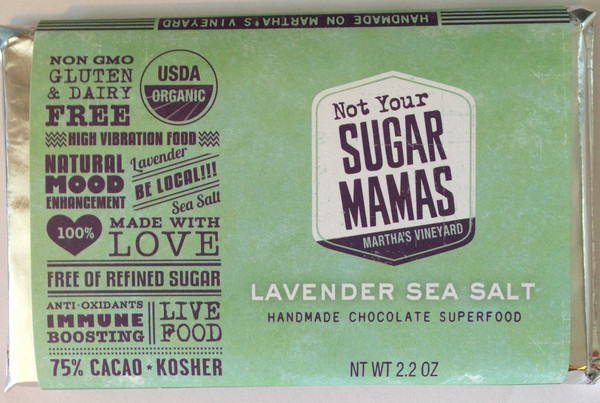 HANDMADE ON MARTHA'S VINEYARD
NON GMO
GLUTEN
& DAIRY
FREE
USDA
ORGANIC
HIGH VIBRATION FOOD
NATURAL
MOOD
ENHANCEMENT
Lavender
BE LOCAL!!!
Sea Salt
100%
MADE WITH
LOVE
FREE OF REFINED SUGAR
ANTI-OXIDANTS
IMMUNE
BOOSTING
LIVE
FOOD
75% CACAO * KOSHER
Not Your
SUGAR
MAMAS
MARTHA'S VINEYARD
LAVENDER SEA SALT
HANDMADE CHOCOLATE SUPERFOOD
NT WT 2.2 OZ